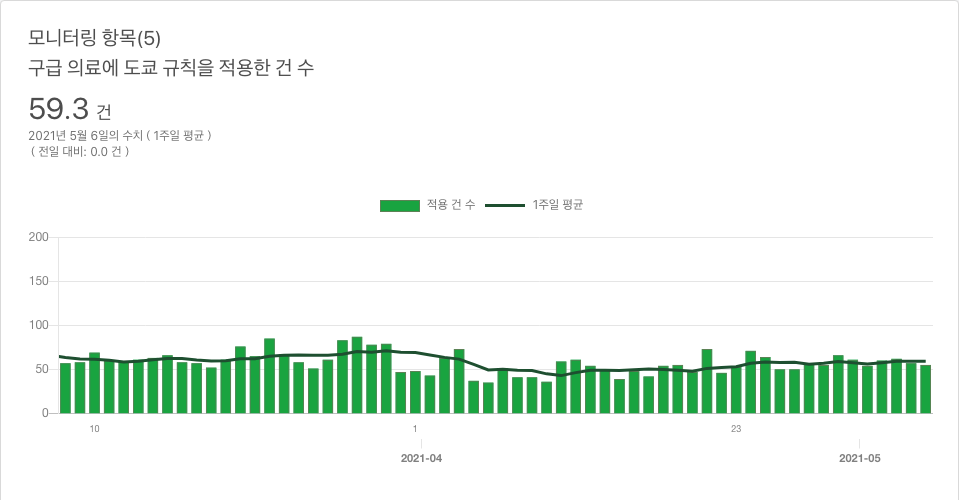 모니터링 항목(5)
구급 의료에 도쿄 규칙을 적용한 건 수
59.3 건
2021년 5월 6일의 수치 ( 1주일 평균 )
( 전일 대비: 0.0 건 )
적용 건 수 1주일 평균
200
150
100
50
0
10 1 23
2021-04 2021-05